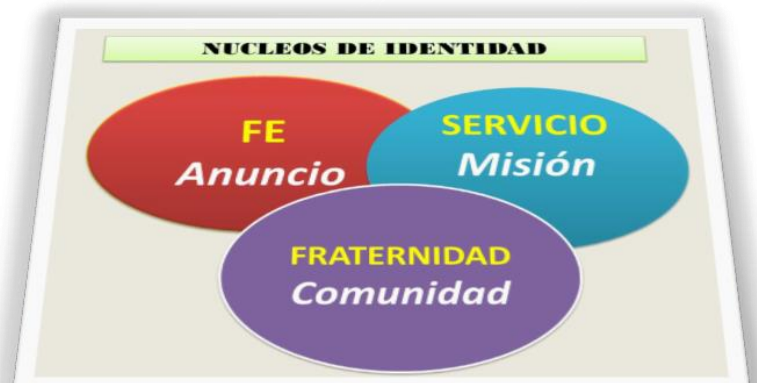 NUCLEOS DE IDENTIDAD
FE
Anuncio
SERVICIO
Misión
FRATERNIDAD
Comunidad